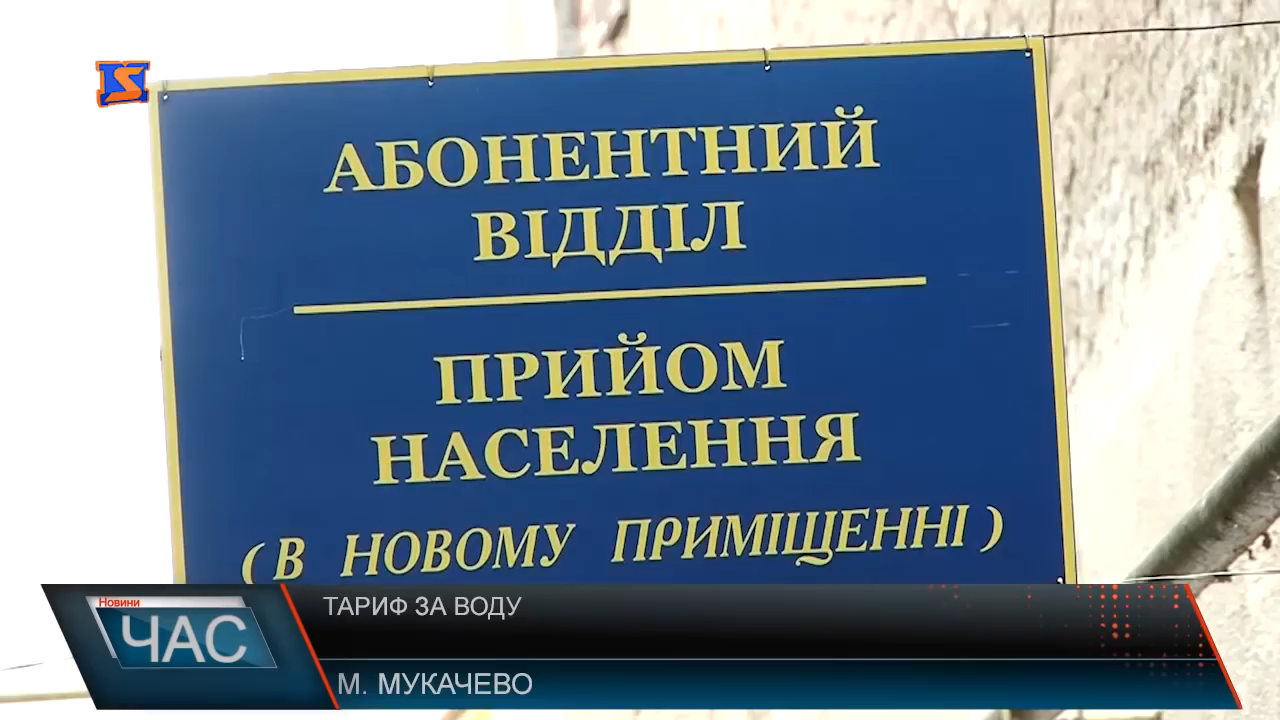 АБОНЕНТНИЙ
ВІДДІЛ
ПРИЙОМ
НАСЕЛЕННЯ
( В НОВОМУ ПРИМІЩЕННІ )
Новини
ЧАС
ТАРИФ ЗА ВОДУ
М. МУКАЧЕВО